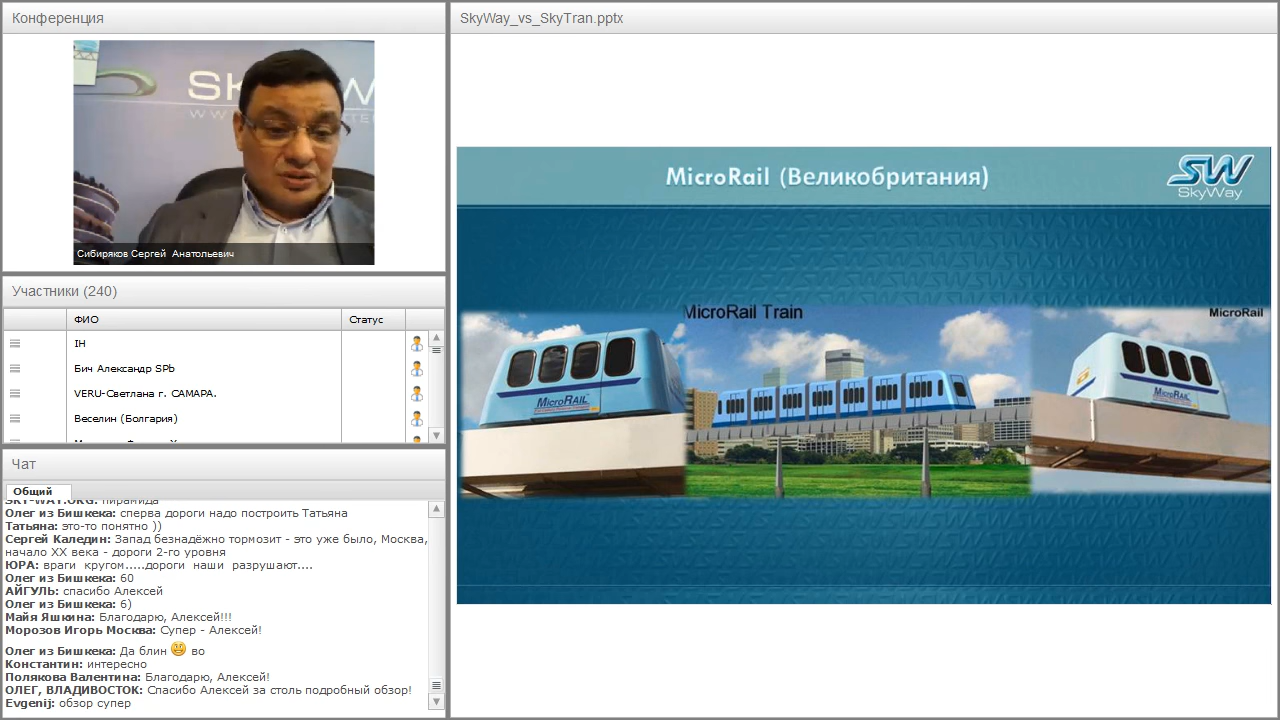 Конференция
SK WAY
Сибиряков Сергей Анатольевич
Участники (240)
ФИО
Статус
IH
Бич Александр SPb
VERU-Светлана г. САМАРА.
Веселин (Болгария)
Чат
Общий
SKY-WAY.ORG: пирамида
Олег из Бишкека: сперва дороги надо построить Татьяна
Татьяна: это-то понятно ))
Сергей Каледин: Запад безнадёжно тормозит - это уже было, Москва,
начало XX века - дороги 2-го уровня
ЮРА: враги кругом.....дороги наши разрушают....
Олег из Бишкека: 60
АЙГУЛЬ: спасибо Алексей
Олег из Бишкека: 6)
Майя Яшкина: Благодарю, Алексей!!!
Морозов Игорь Москва: Супер - Алексей!
Олег из Бишкека: Да блин во
Константин: интересно
Полякова Валентина: Благодарю, Алексей!
ОЛЕГ, ВЛАДИВОСТОК: Спасибо Алексей за столь подробный обзор!
Evgenij: обзор супер
SkyWay_vs_SkyTran.pptx
MicroRail (Великобритания)
SW
SkyWay
MicroRail Train
MicroRail
MicroRAIL
MicroRAIL